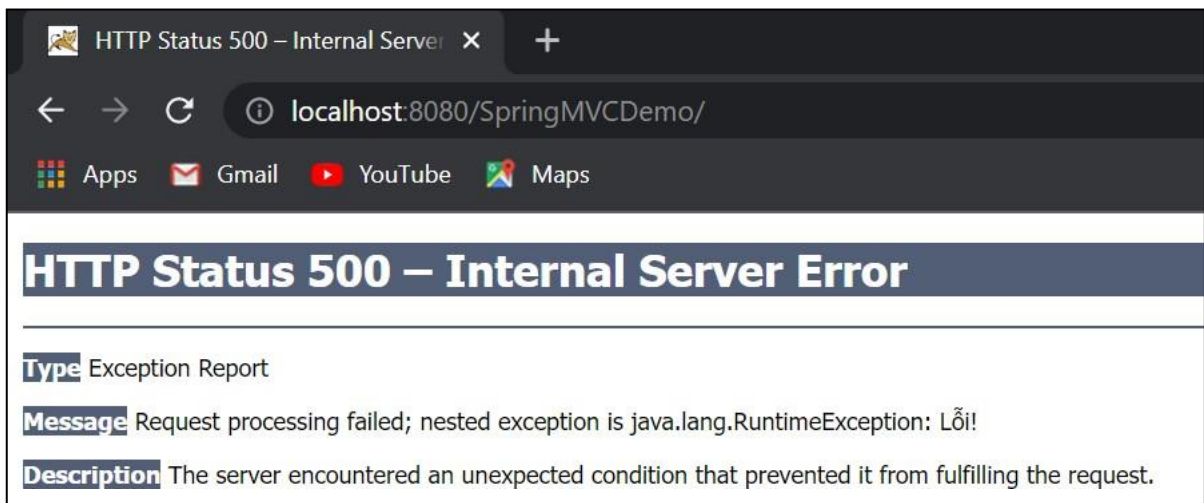 HTTP Status 500 – Internal Server
localhost:8080/SpringMVCDemo/
Apps Gmail YouTube Maps
HTTP Status 500 – Internal Server Error
Type Exception Report
Message Request processing failed; nested exception is java.lang.RuntimeException: Lỗi!
Description The server encountered an unexpected condition that prevented it from fulfilling the request.